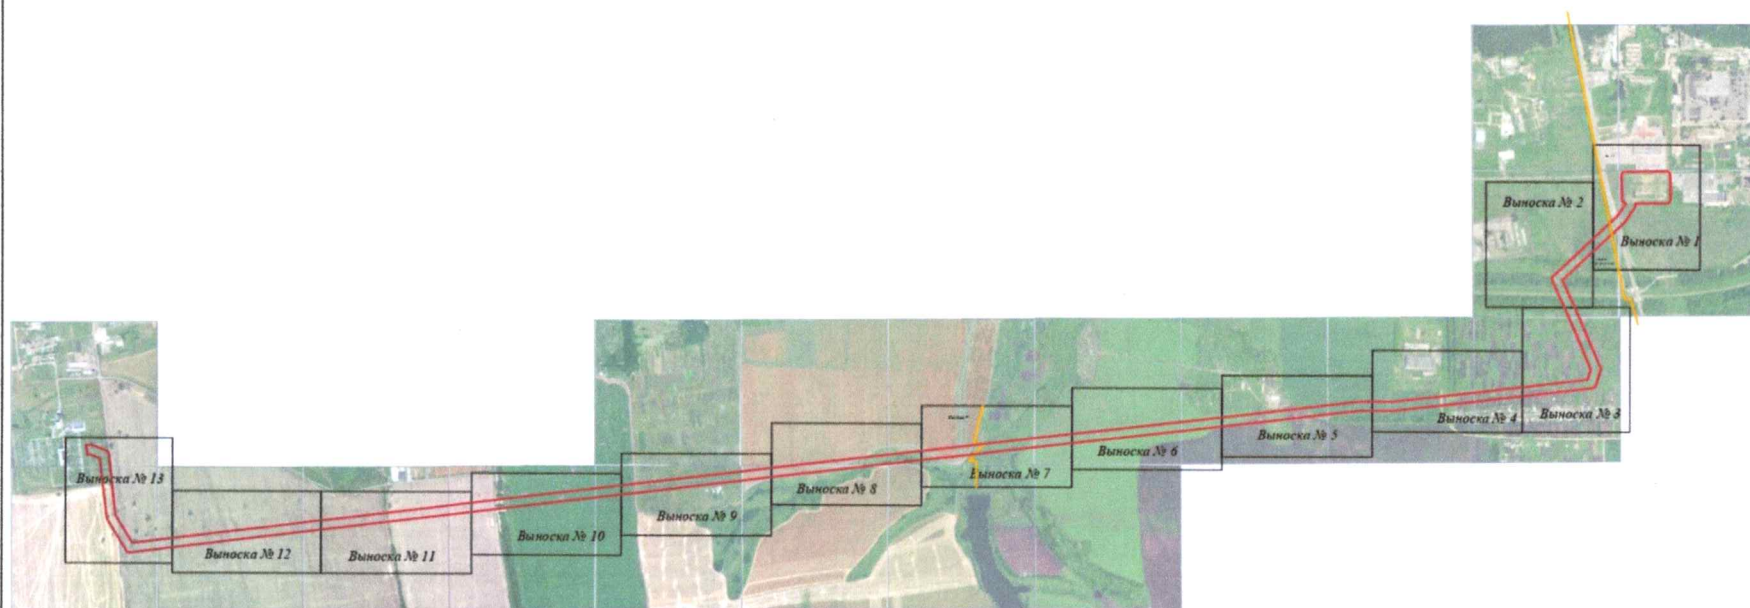 Выноска № 2
Выноска № 1
Выноска № 3
Выноска № 4
Выноска № 5
Выноска № 6
Выноска № 7
Выноска № 8
Выноска № 9
Выноска № 10
Выноска № 11
Выноска № 12
Выноска № 13